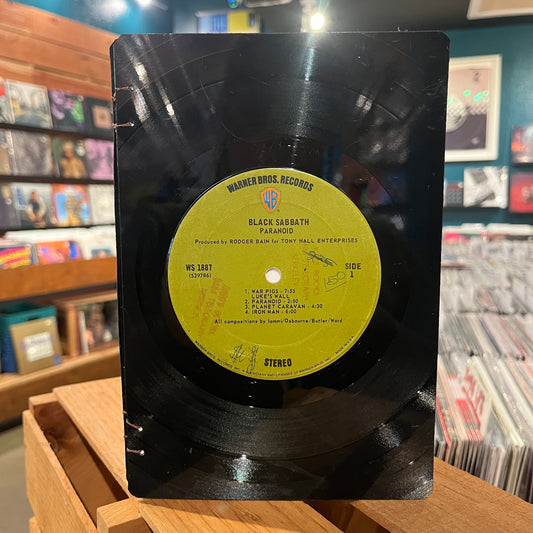 WARNER BROS. RECORDS
WB
BLACK SABBATH
PARANOID
Produced by RODGER BAIN for TONY HALL ENTERPRISES
WS 1887
(S39786)
SIDE
1
1. WAR PIGS - 7:55
LUKE'S WALL
2. PARANOID - 2:50
3. PLANET CARAVAN - 4:30
4. IRON MAN - 6:00
All compositions by Iommi/Osbourne/Butler/Ward
STEREO